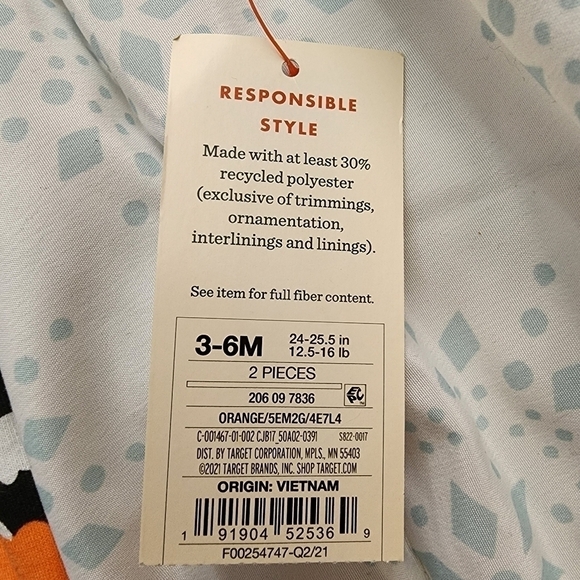 RESPONSIBLE
STYLE
Made with at least 30%
recycled polyester
(exclusive of trimmings,
ornamentation,
interlinings and linings).
See item for full fiber content.
3-6M
24-25.5 in
12.5-16 lb
2 PIECES
206 09 7836
ORANGE/5EM2G/4E7L4
C-001467-01-002 CJB17_50A02-0391 S822-0017
DIST. BY TARGET CORPORATION, MPLS., MN 55403
©2021 TARGET BRANDS, INC. SHOP TARGET.COM
ORIGIN: VIETNAM
1 91904 52536 9
F00254747-Q2/21